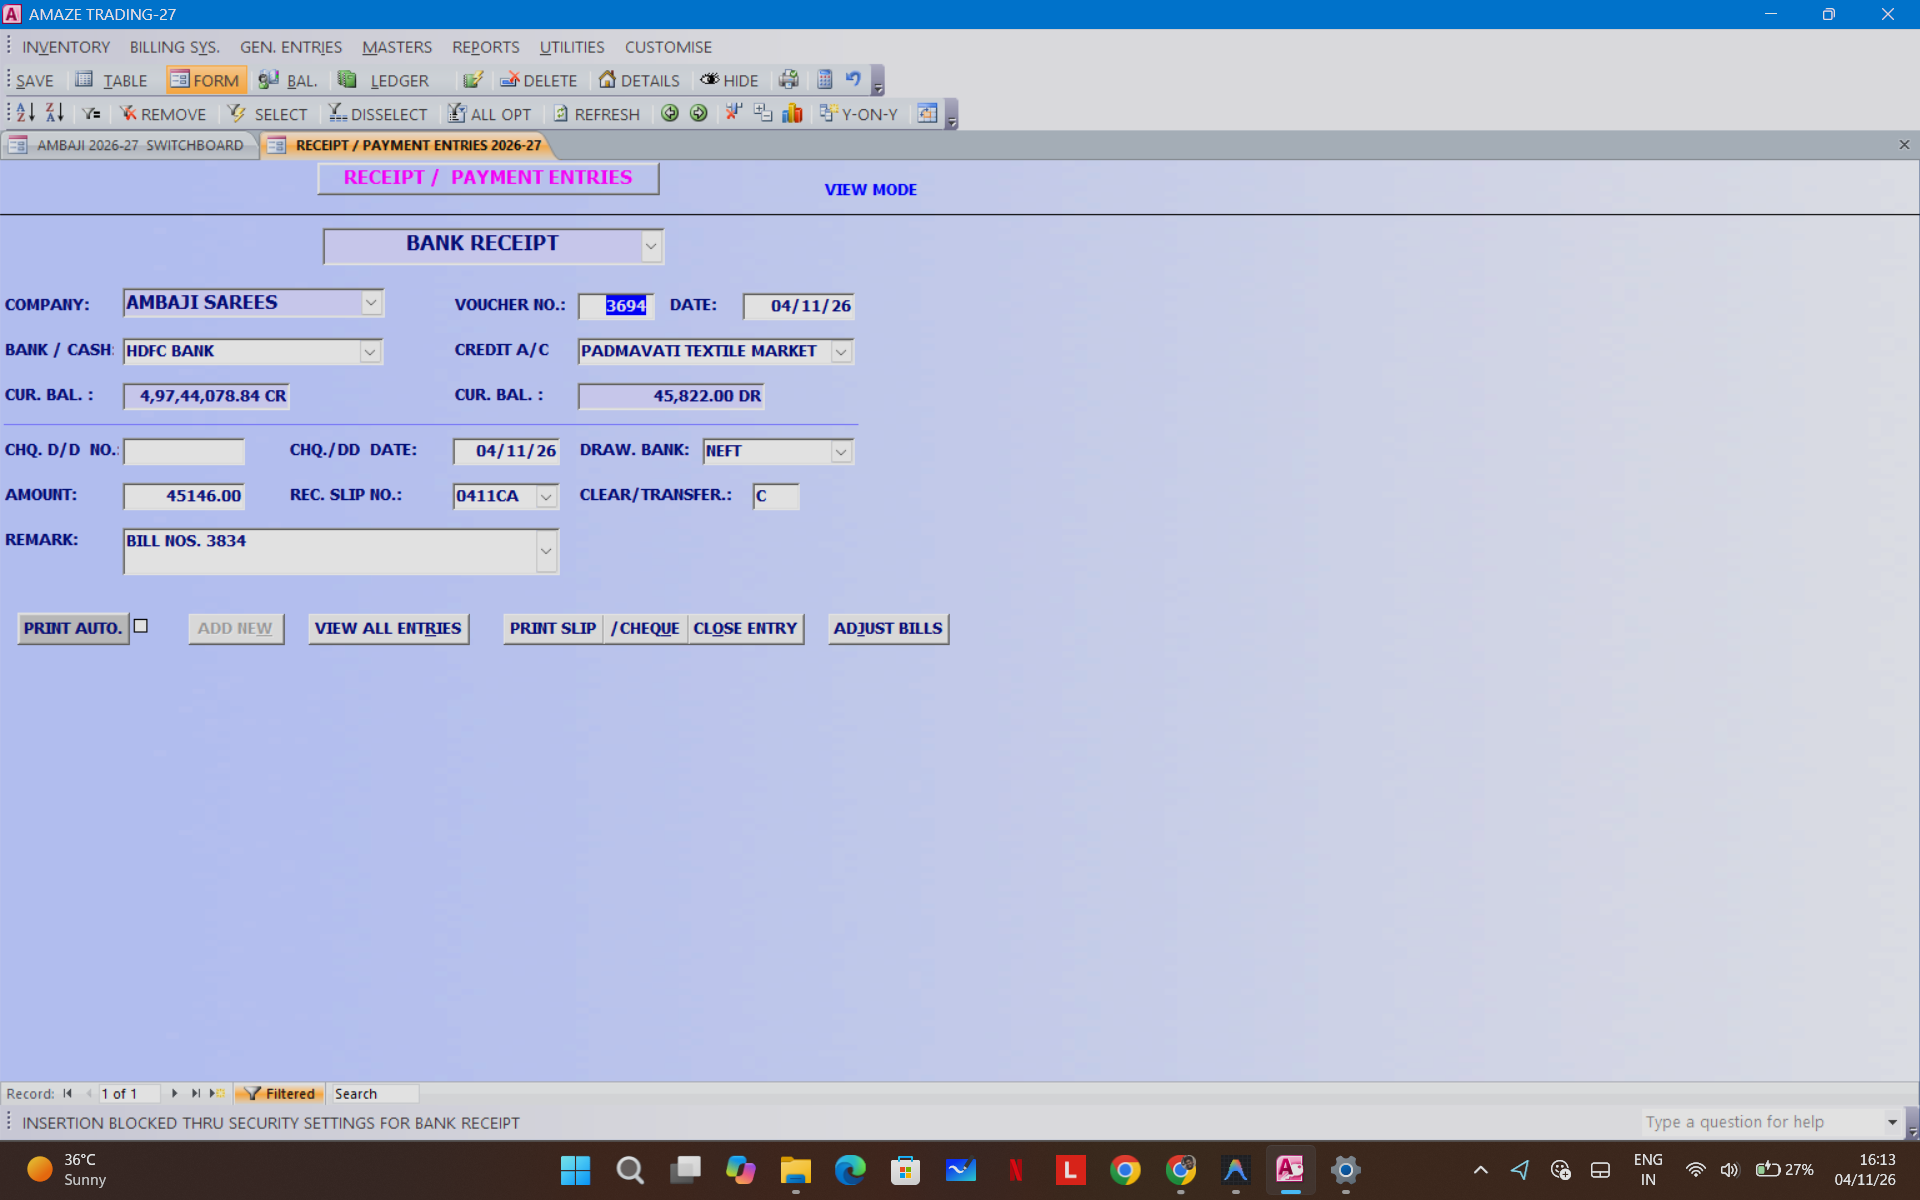 AMAZE TRADING-27
INVENTORY BILLING SYS. GEN. ENTRIES MASTERS REPORTS UTILITIES CUSTOMISE
SAVE TABLE FORM BAL. LEDGER DELETE DETAILS HIDE
REMOVE SELECT DISSELECT ALL OPT REFRESH Y-ON-Y
AMBAJI 2026-27 SWITCHBOARD RECEIPT / PAYMENT ENTRIES 2026-27
RECEIPT / PAYMENT ENTRIES
VIEW MODE
BANK RECEIPT
COMPANY: AMBAJI SAREES VOUCHER NO.: 3694 DATE: 04/11/26
BANK / CASH: HDFC BANK CREDIT A/C PADMAVATI TEXTILE MARKET
CUR. BAL. : 4,97,44,078.84 CR CUR. BAL. : 45,822.00 DR
CHQ. D/D NO.: CHQ./DD DATE: 04/11/26 DRAW. BANK: NEFT
AMOUNT: 45146.00 REC. SLIP NO.: 0411CA CLEAR/TRANSFER.: C
REMARK: BILL NOS. 3834
PRINT AUTO. ADD NEW VIEW ALL ENTRIES PRINT SLIP /CHEQUE CLOSE ENTRY ADJUST BILLS
Record: 1 of 1 Filtered Search
INSERTION BLOCKED THRU SECURITY SETTINGS FOR BANK RECEIPT Type a question for help
36°C
Sunny
ENG
IN
27%
16:13
04/11/26